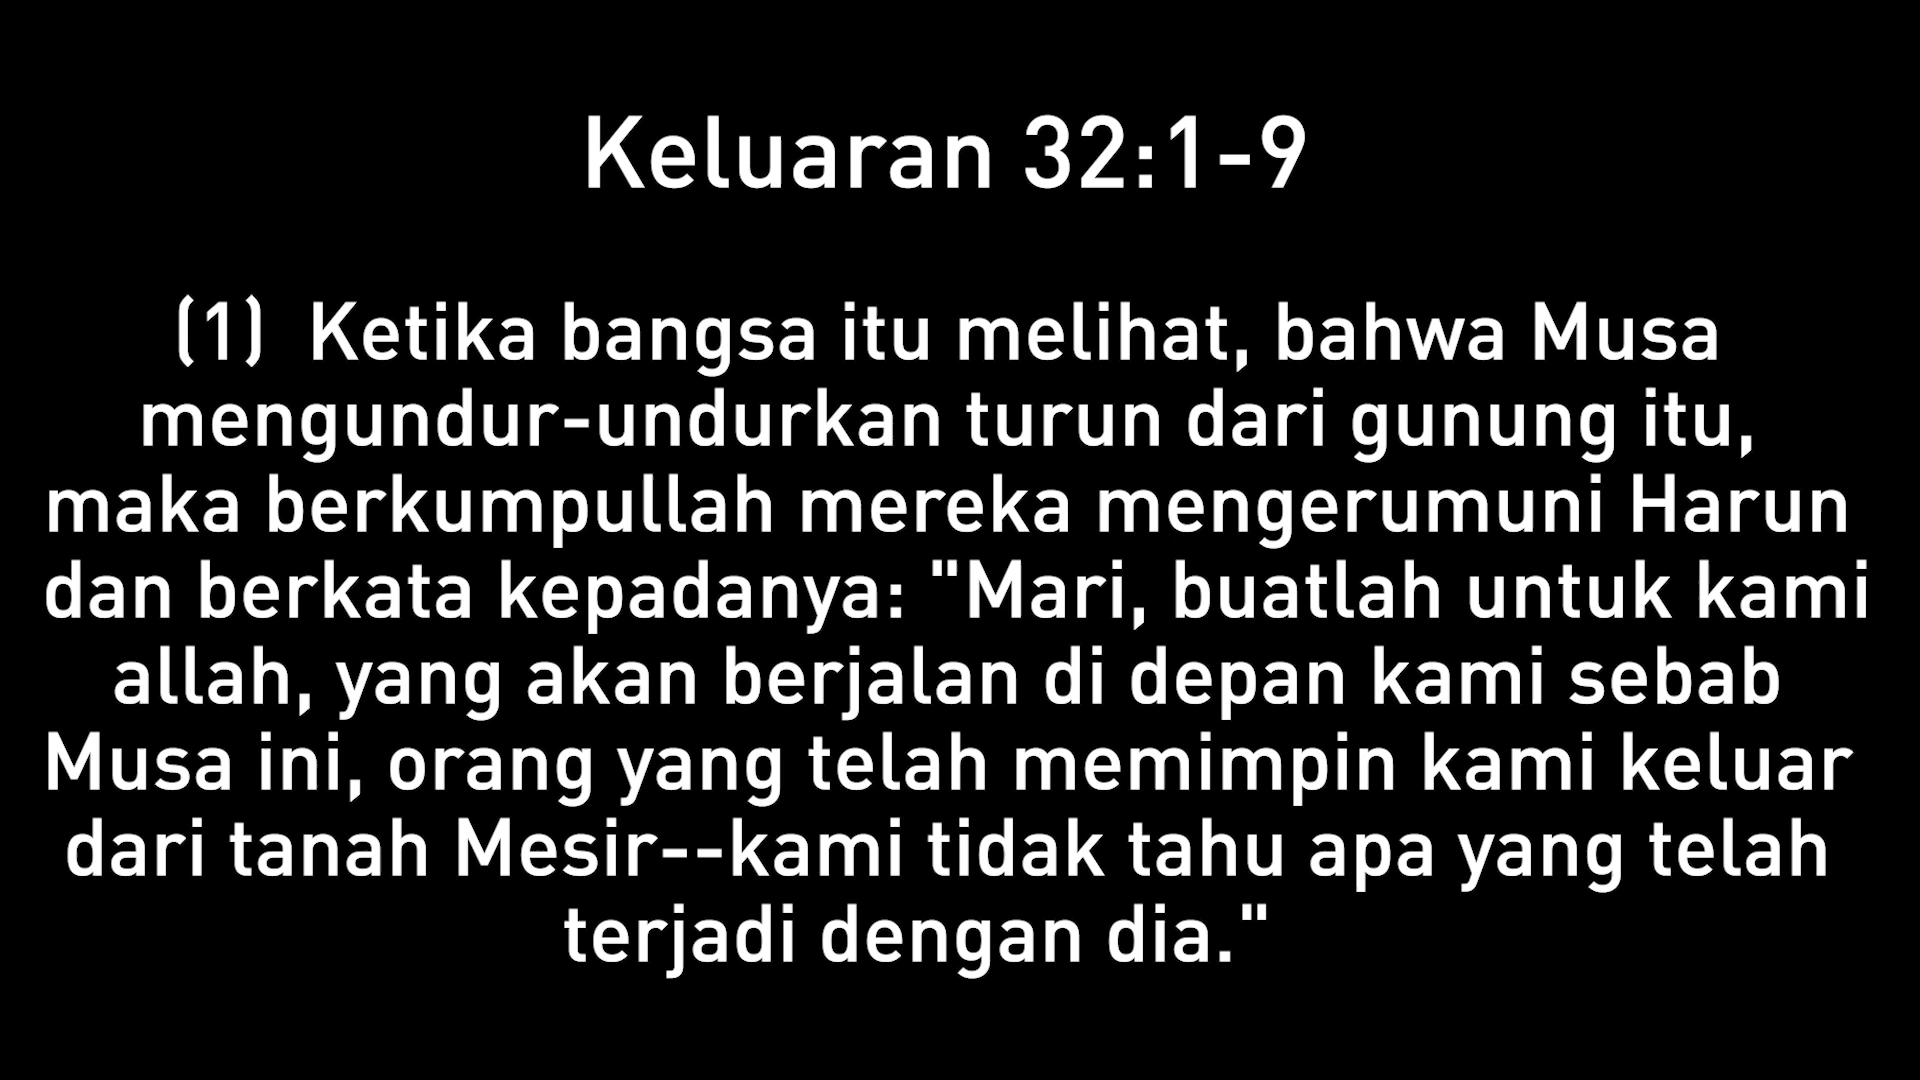 Keluaran 32:1-9
(1)  Ketika bangsa itu melihat, bahwa Musa
mengundur-undurkan turun dari gunung itu,
maka berkumpullah mereka mengerumuni Harun
dan berkata kepadanya: "Mari, buatlah untuk kami
allah, yang akan berjalan di depan kami sebab
Musa ini, orang yang telah memimpin kami keluar
dari tanah Mesir--kami tidak tahu apa yang telah
terjadi dengan dia."